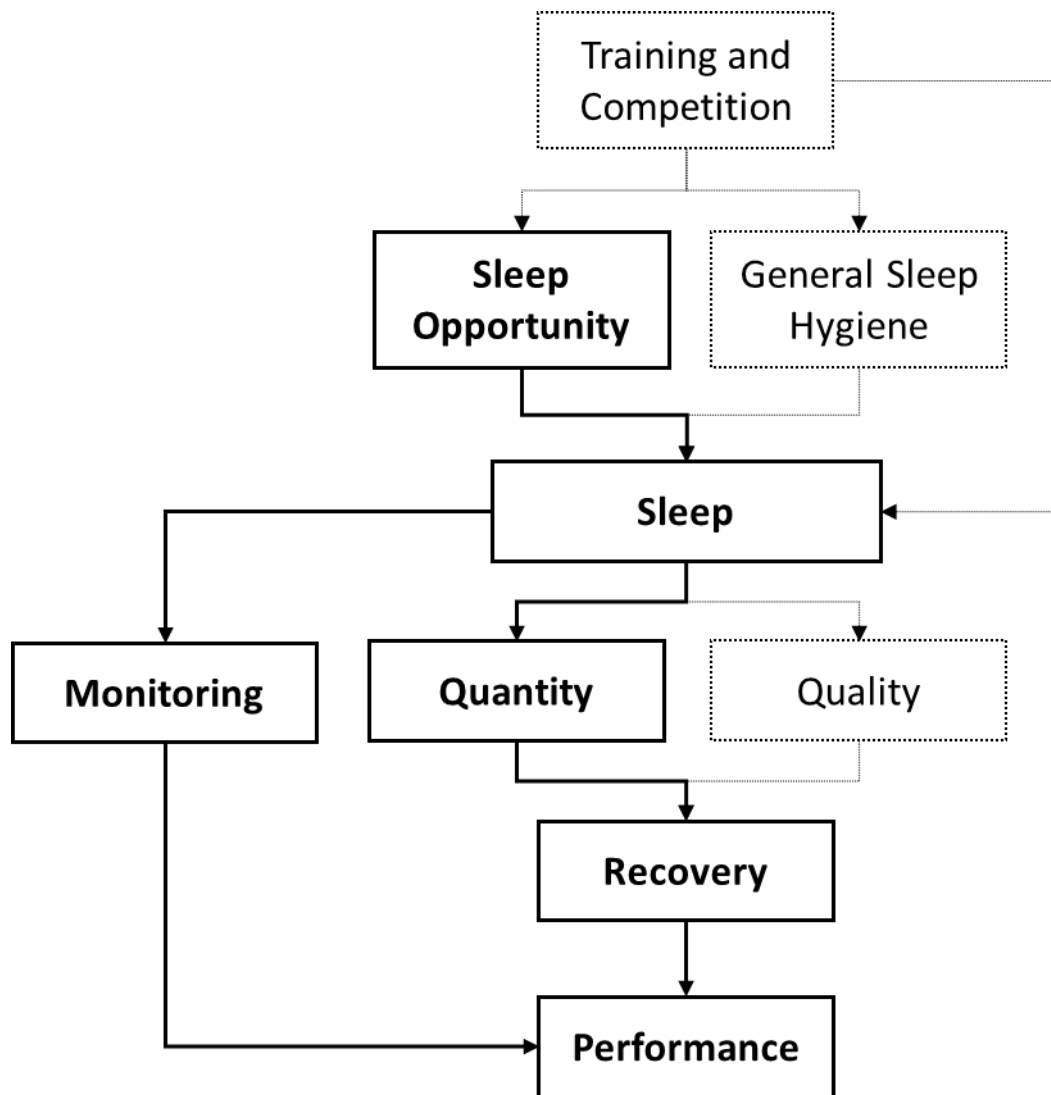 Training and
Competition
Sleep
Opportunity
General Sleep
Hygiene
Sleep
Monitoring
Quantity
Quality
Recovery
Performance